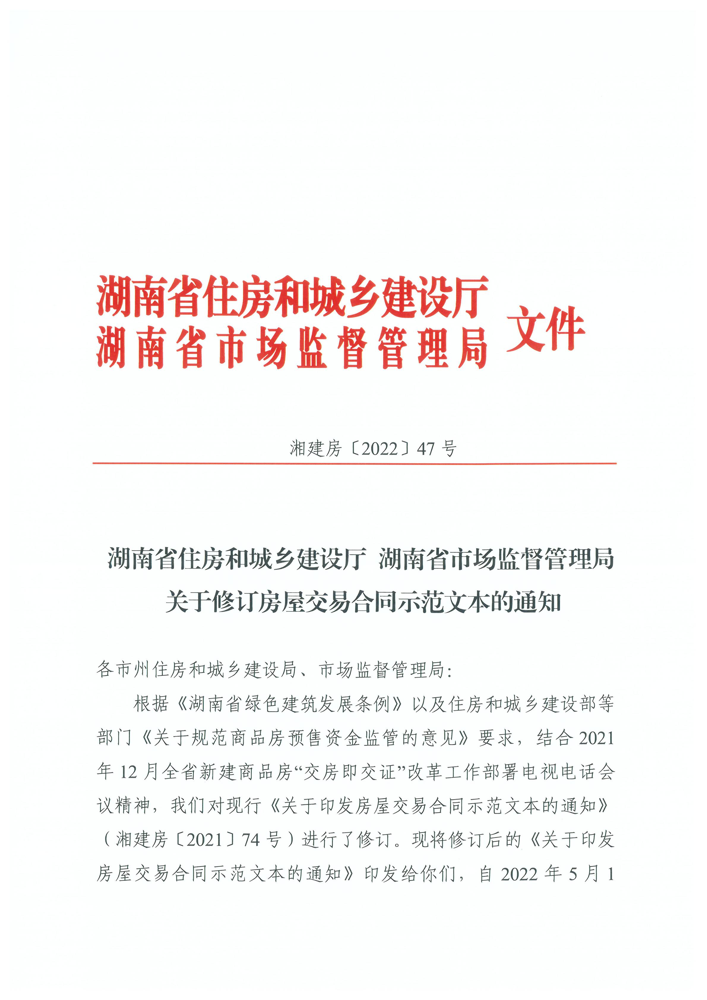 湖南省住房和城乡建设厅
湖南省市场监督管理局
文件
湘建房〔2022〕47 号
湖南省住房和城乡建设厅 湖南省市场监督管理局
关于修订房屋交易合同示范文本的通知
各市州住房和城乡建设局、市场监督管理局：
根据《湖南省绿色建筑发展条例》以及住房和城乡建设部等
部门《关于规范商品房预售资金监管的意见》要求，结合 2021
年 12 月全省新建商品房“交房即交证”改革工作部署电视电话会
议精神，我们对现行《关于印发房屋交易合同示范文本的通知》
（湘建房〔2021〕74 号）进行了修订。现将修订后的《关于印发
房屋交易合同示范文本的通知》印发给你们，自 2022 年 5 月 1